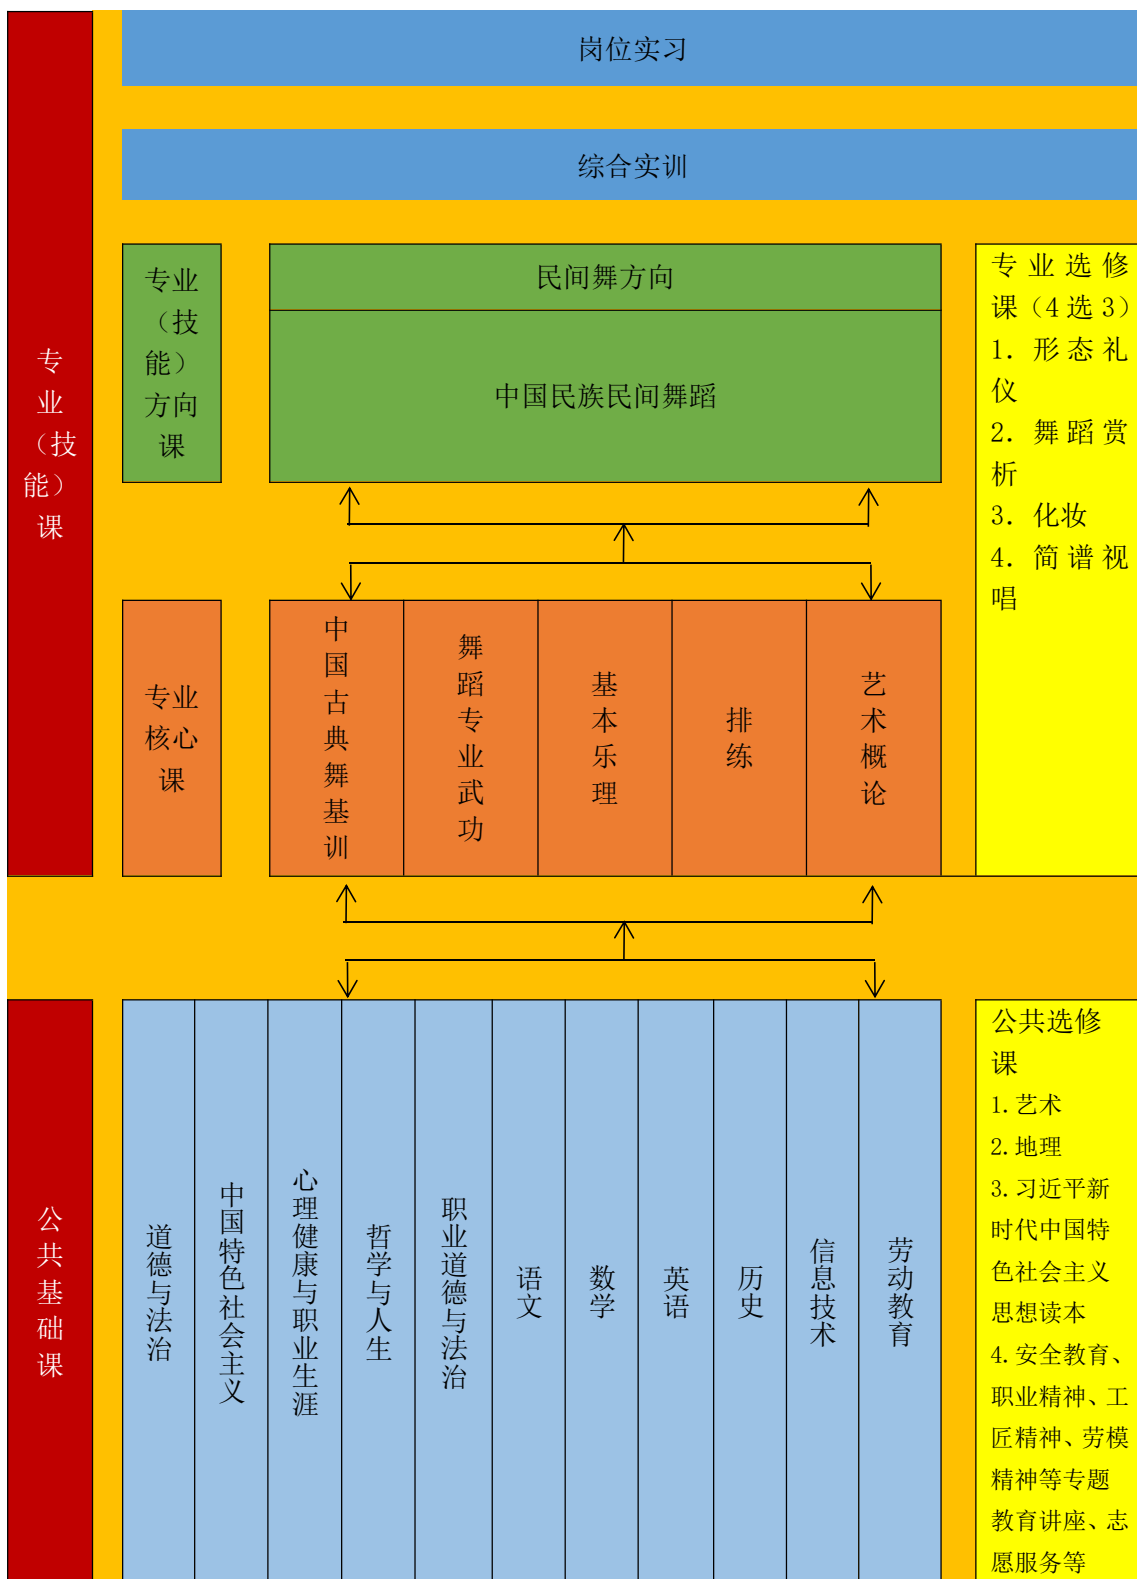 岗位实习
综合实训
专业
（技
能）
课
专业
（技
能）
方向
课
民间舞方向
中国民族民间舞蹈
专业选修
课（4选3）
1. 形态礼
仪
2. 舞蹈赏
析
3. 化妆
4. 简谱视
唱
专业
核心
课
中国古典舞基训
舞蹈专业武功
基本乐理
排练
艺术概论
公共基础课
道德与法治
中国特色社会主义
心理健康与职业生涯
哲学与人生
职业道德与法治
语文
数学
英语
历史
信息技术
劳动教育
公共选修
课
1.艺术
2.地理
3.习近平新
时代中国特
色社会主义
思想读本
4.安全教育、
职业精神、工
匠精神、劳模
精神等专题
教育讲座、志
愿服务等